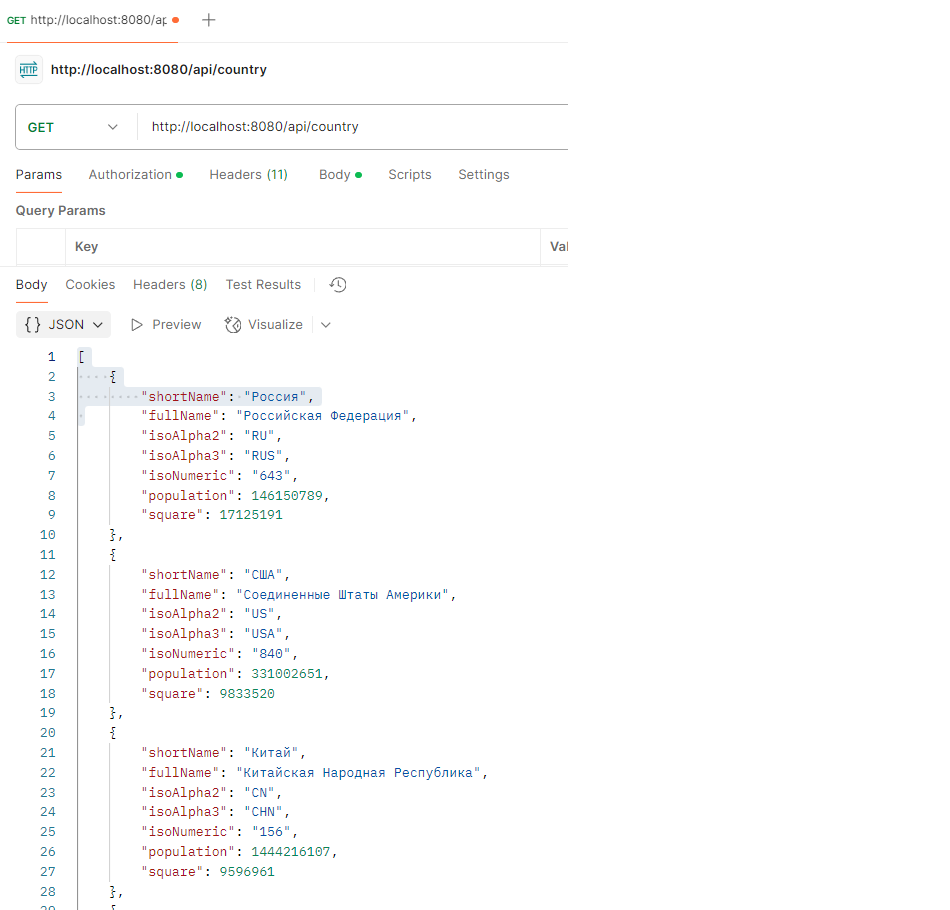 GET http://localhost:8080/ap
http://localhost:8080/api/country
GET http://localhost:8080/api/country
Params Authorization Headers (11) Body Scripts Settings
Query Params
Key Val
Body Cookies Headers (8) Test Results
{} JSON Preview Visualize
1 [
2 {
3 "shortName": "Россия",
4 "fullName": "Российская Федерация",
5 "isoAlpha2": "RU",
6 "isoAlpha3": "RUS",
7 "isoNumeric": "643",
8 "population": 146150789,
9 "square": 17125191
10 },
11 {
12 "shortName": "США",
13 "fullName": "Соединенные Штаты Америки",
14 "isoAlpha2": "US",
15 "isoAlpha3": "USA",
16 "isoNumeric": "840",
17 "population": 331002651,
18 "square": 9833520
19 },
20 {
21 "shortName": "Китай",
22 "fullName": "Китайская Народная Республика",
23 "isoAlpha2": "CN",
24 "isoAlpha3": "CHN",
25 "isoNumeric": "156",
26 "population": 1444216107,
27 "square": 9596961
28 },
29 {